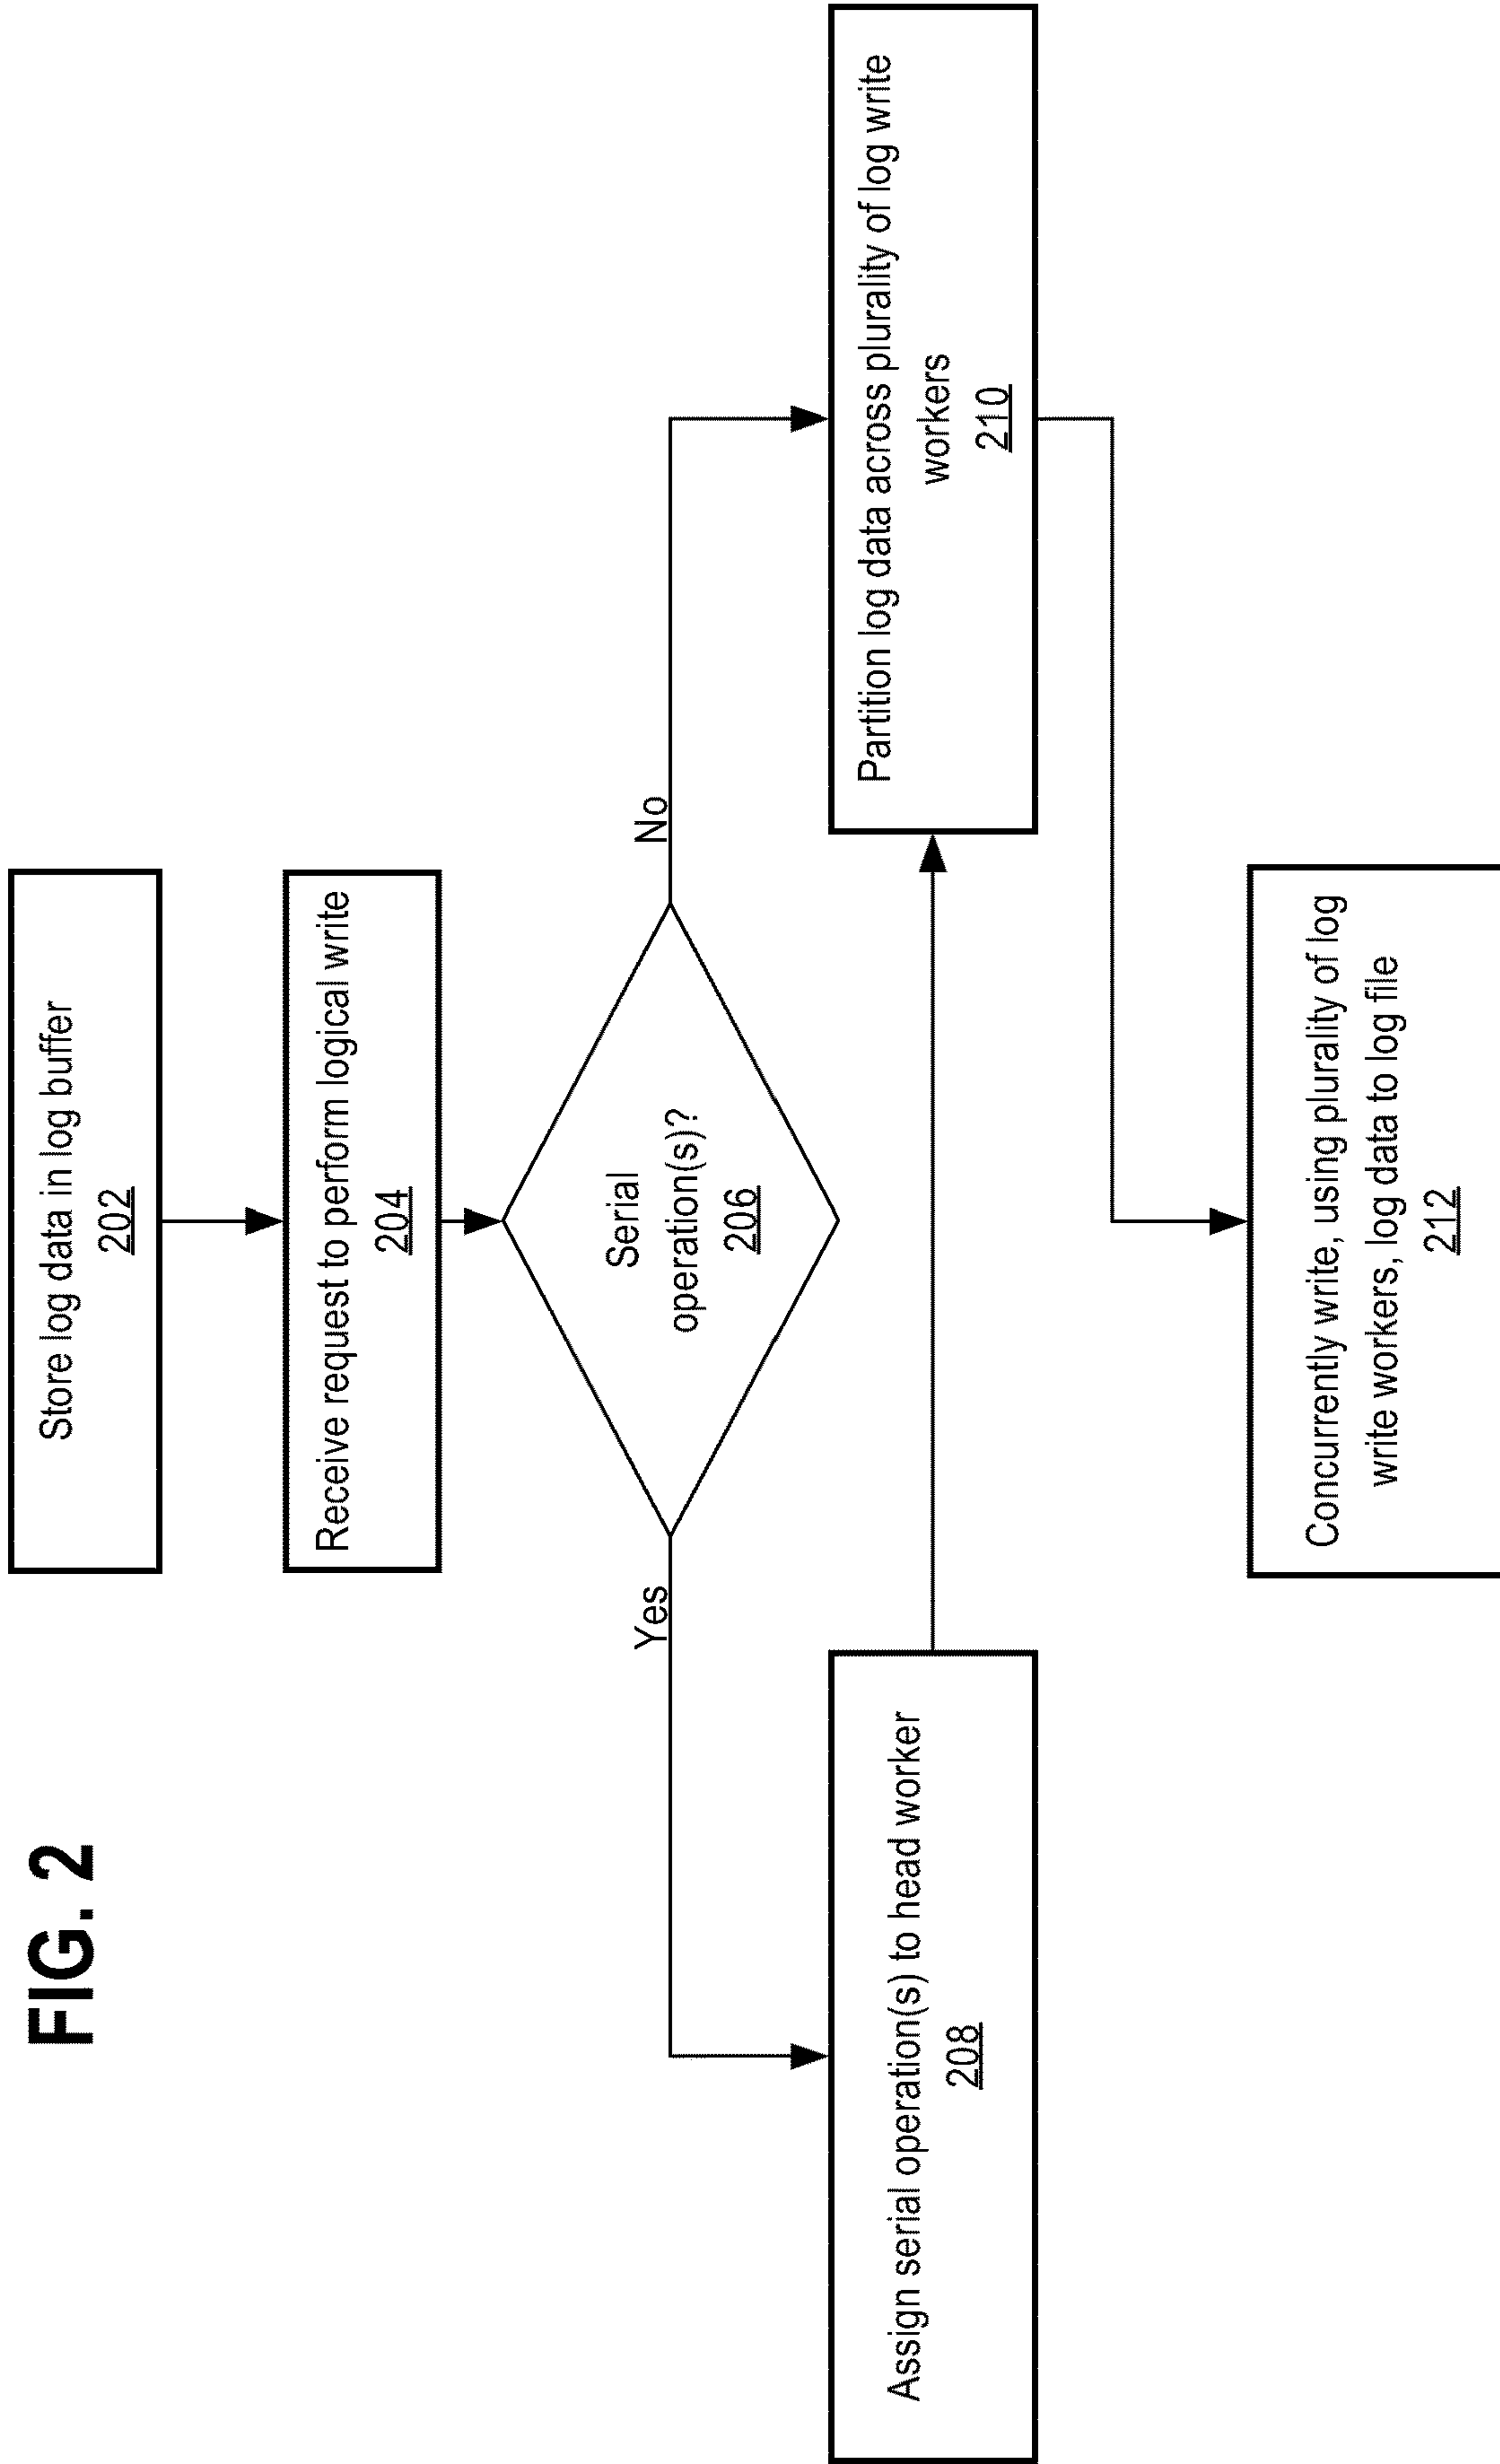 FIG. 2
Store log data in log buffer
202
Receive request to perform logical write
204
Serial
operation(s)?
206
Yes
No
Assign serial operation(s) to head worker
208
Partition log data across plurality of log write
workers
210
Concurrently write, using plurality of log
write workers, log data to log file
212